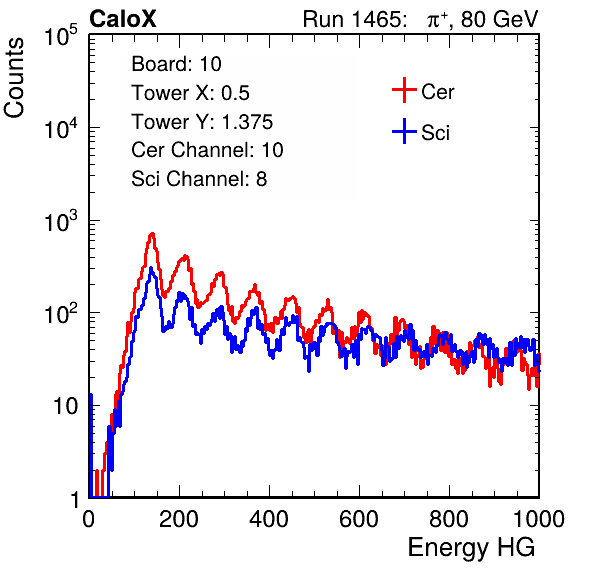 CaloX Run 1465: π⁺, 80 GeV
Counts
10⁵
10⁴
10³
10²
10
1
Board: 10
Tower X: 0.5
Tower Y: 1.375
Cer Channel: 10
Sci Channel: 8
Cer
Sci
0 200 400 600 800 1000
Energy HG